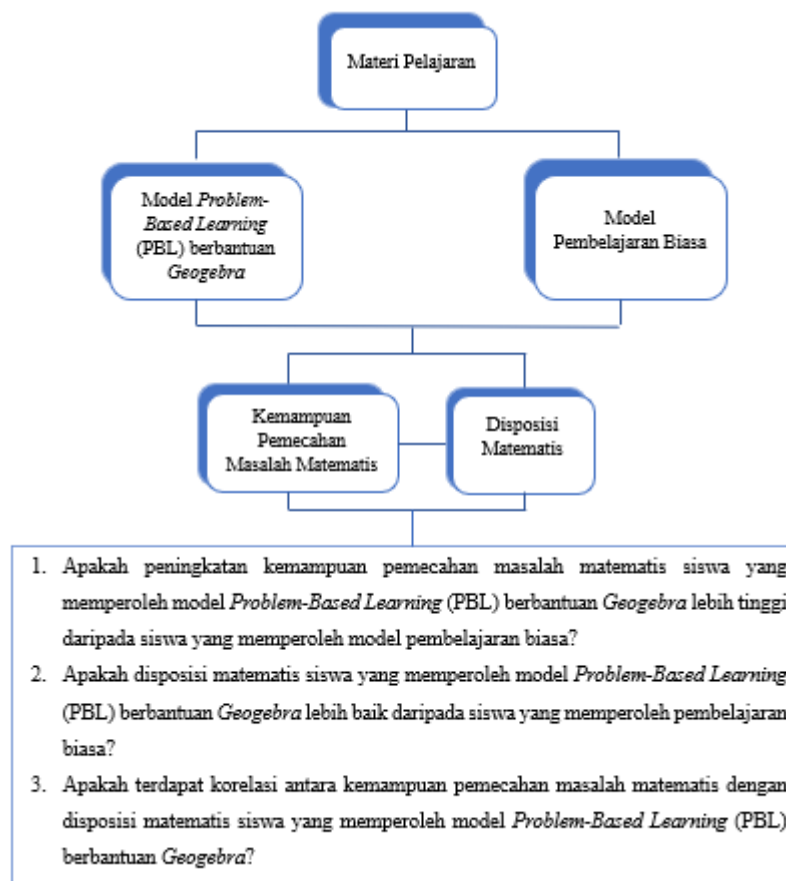 Materi Pelajaran
Model Problem-
Based Learning
(PBL) berbantuan
Geogebra
Model
Pembelajaran Biasa
Kemampuan
Pemecahan
Masalah Matematis
Disposisi
Matematis
1. Apakah peningkatan kemampuan pemecahan masalah matematis siswa yang
memperoleh model Problem-Based Learning (PBL) berbantuan Geogebra lebih tinggi
daripada siswa yang memperoleh model pembelajaran biasa?
2. Apakah disposisi matematis siswa yang memperoleh model Problem-Based Learning
(PBL) berbantuan Geogebra lebih baik daripada siswa yang memperoleh pembelajaran
biasa?
3. Apakah terdapat korelasi antara kemampuan pemecahan masalah matematis dengan
disposisi matematis siswa yang memperoleh model Problem-Based Learning (PBL)
berbantuan Geogebra?